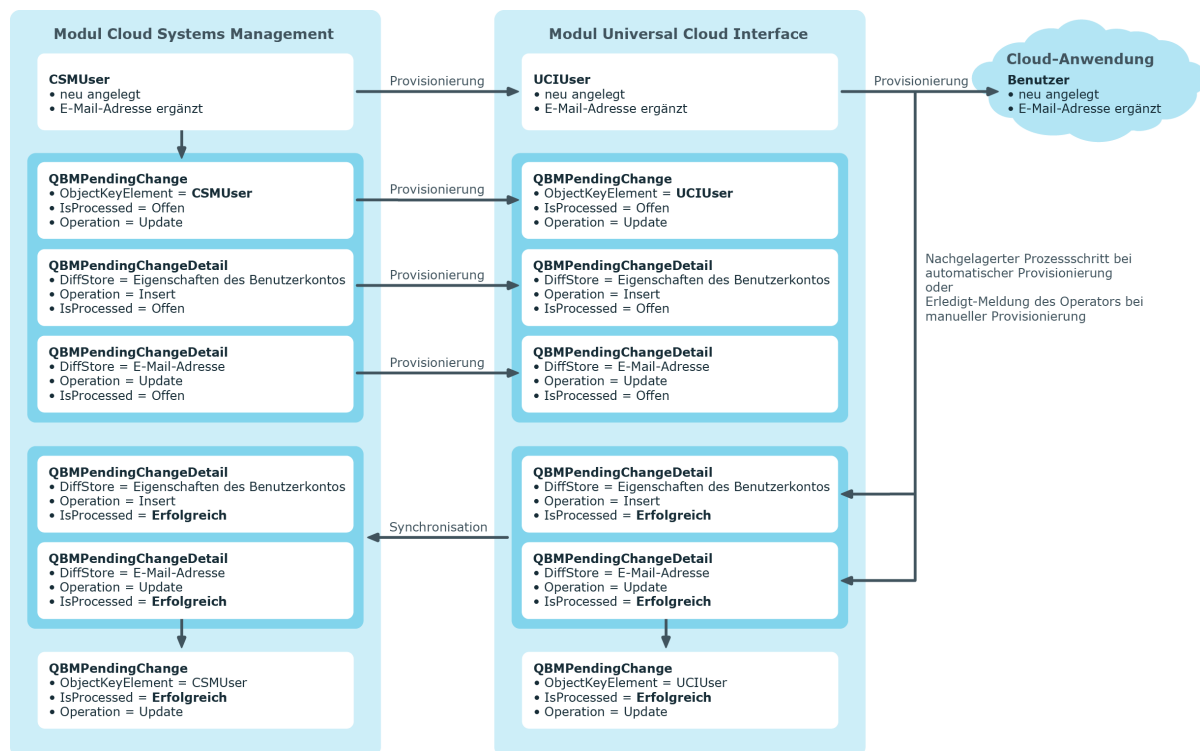 Modul Cloud Systems Management
CSMUser
• neu angelegt
• E-Mail-Adresse ergänzt
QBMPendingChange
• ObjectKeyElement = CSMUser
• IsProcessed = Offen
• Operation = Update
QBMPendingChangeDetail
• DiffStore = Eigenschaften des Benutzerkontos
• Operation = Insert
• IsProcessed = Offen
QBMPendingChangeDetail
• DiffStore = E-Mail-Adresse
• Operation = Update
• IsProcessed = Offen
QBMPendingChangeDetail
• DiffStore = Eigenschaften des Benutzerkontos
• Operation = Insert
• IsProcessed = Erfolgreich
QBMPendingChangeDetail
• DiffStore = E-Mail-Adresse
• Operation = Update
• IsProcessed = Erfolgreich
QBMPendingChange
• ObjectKeyElement = CSMUser
• IsProcessed = Erfolgreich
• Operation = Update
Provisionierung
Provisionierung
Provisionierung
Provisionierung
Synchronisation
Modul Universal Cloud Interface
UCIUser
• neu angelegt
• E-Mail-Adresse ergänzt
QBMPendingChange
• ObjectKeyElement = UCIUser
• IsProcessed = Offen
• Operation = Update
QBMPendingChangeDetail
• DiffStore = Eigenschaften des Benutzerkontos
• Operation = Insert
• IsProcessed = Offen
QBMPendingChangeDetail
• DiffStore = E-Mail-Adresse
• Operation = Update
• IsProcessed = Offen
QBMPendingChangeDetail
• DiffStore = Eigenschaften des Benutzerkontos
• Operation = Insert
• IsProcessed = Erfolgreich
QBMPendingChangeDetail
• DiffStore = E-Mail-Adresse
• Operation = Update
• IsProcessed = Erfolgreich
QBMPendingChange
• ObjectKeyElement = UCIUser
• IsProcessed = Erfolgreich
• Operation = Update
Provisionierung
Cloud-Anwendung
Benutzer
• neu angelegt
• E-Mail-Adresse ergänzt
Nachgelagerter Prozessschritt bei
automatischer Provisionierung
oder
Erledigt-Meldung des Operators bei
manueller Provisionierung